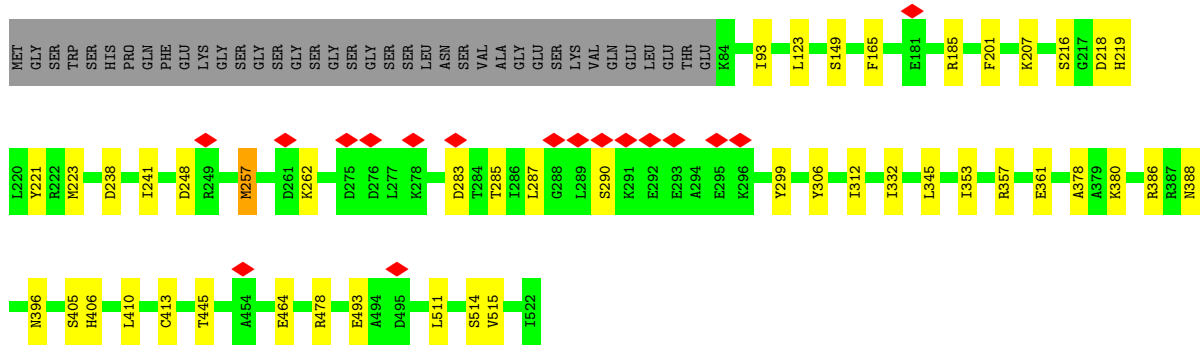 MET GLY SER TRP SER HIS PRO GLN PHE GLU LYS GLY GLY SER GLY SER GLY SER GLY SER SER GLY SER SER LEU ASN SER VAL ALA GLY GLU SER LYS VAL GLN GLU LEU GLU THR GLU K84 I93 L123 S149 F165 E181 R185 F201 K207 S216 G217 D218 H219
L220 Y221 R222 M223 D238 I241 D248 R249 M257 D261 K262 D275 D276 L277 K278 D283 T284 T285 I286 L287 G288 L289 S290 K291 E292 E293 A294 E295 K296 Y299 Y306 I312 I332 L345 I353 R357 E361 A378 A379 K380 R386 R387 N388
N396 S405 H406 L410 C413 T445 A454 E464 R478 E493 A494 D495 L511 S514 V515 I522